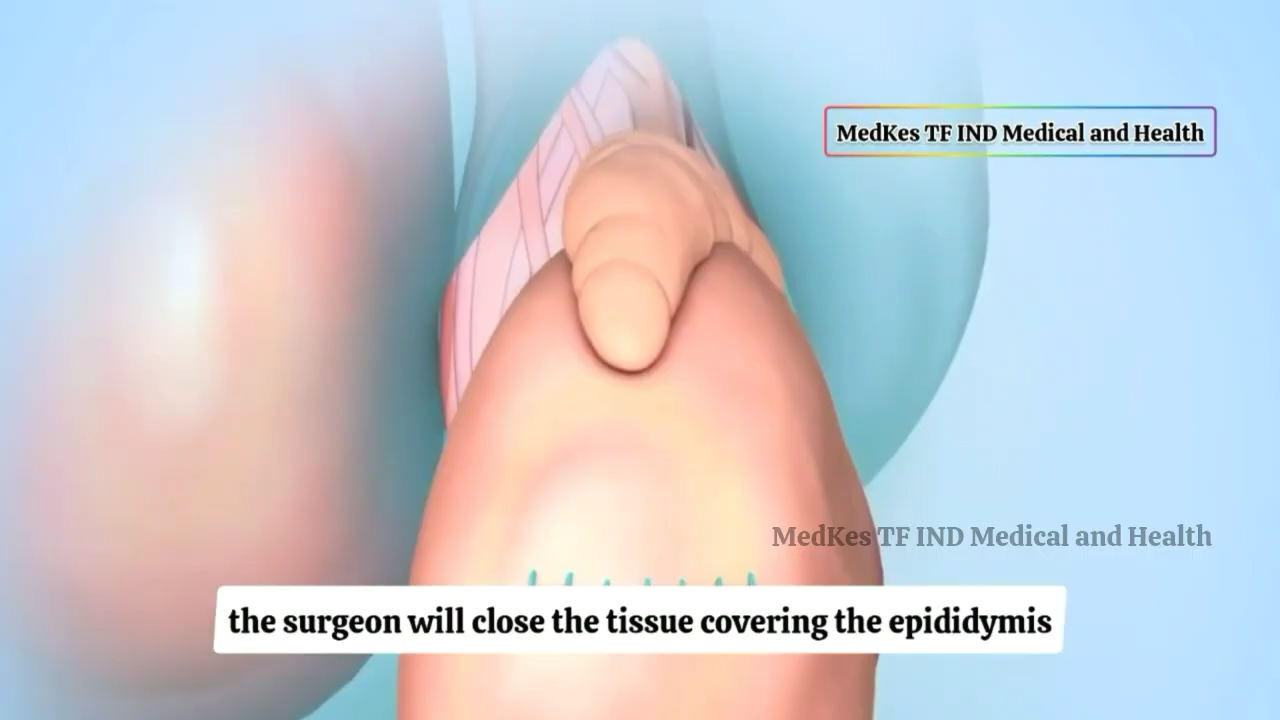 MedKes TF IND Medical and Health
MedKes TF IND Medical and Health
the surgeon will close the tissue covering the epididymis